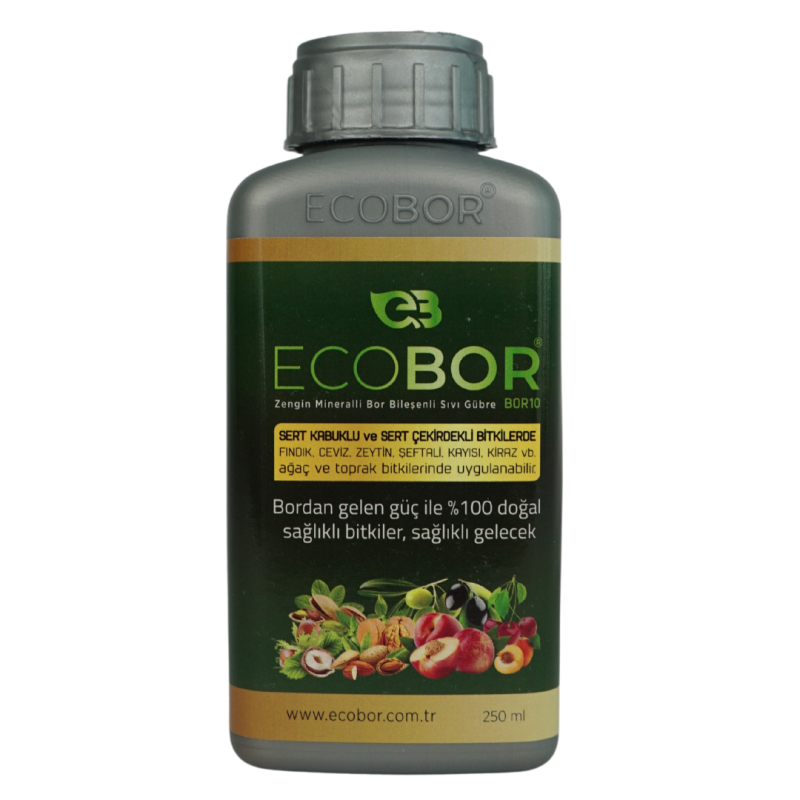 ECOBOR®
eB
ECOBOR®
Zengin Mineralli Bor Bileşenli Sıvı Gübre BOR10
SERT KABUKLU ve SERT ÇEKİRDEKLİ BİTKİLERDE
FINDIK, CEVİZ, ZEYTİN, ŞEFTALİ, KAYISI, KİRAZ vb.
ağaç ve toprak bitkilerinde uygulanabilir.
Bordan gelen güç ile %100 doğal
sağlıklı bitkiler, sağlıklı gelecek
www.ecobor.com.tr 250 ml